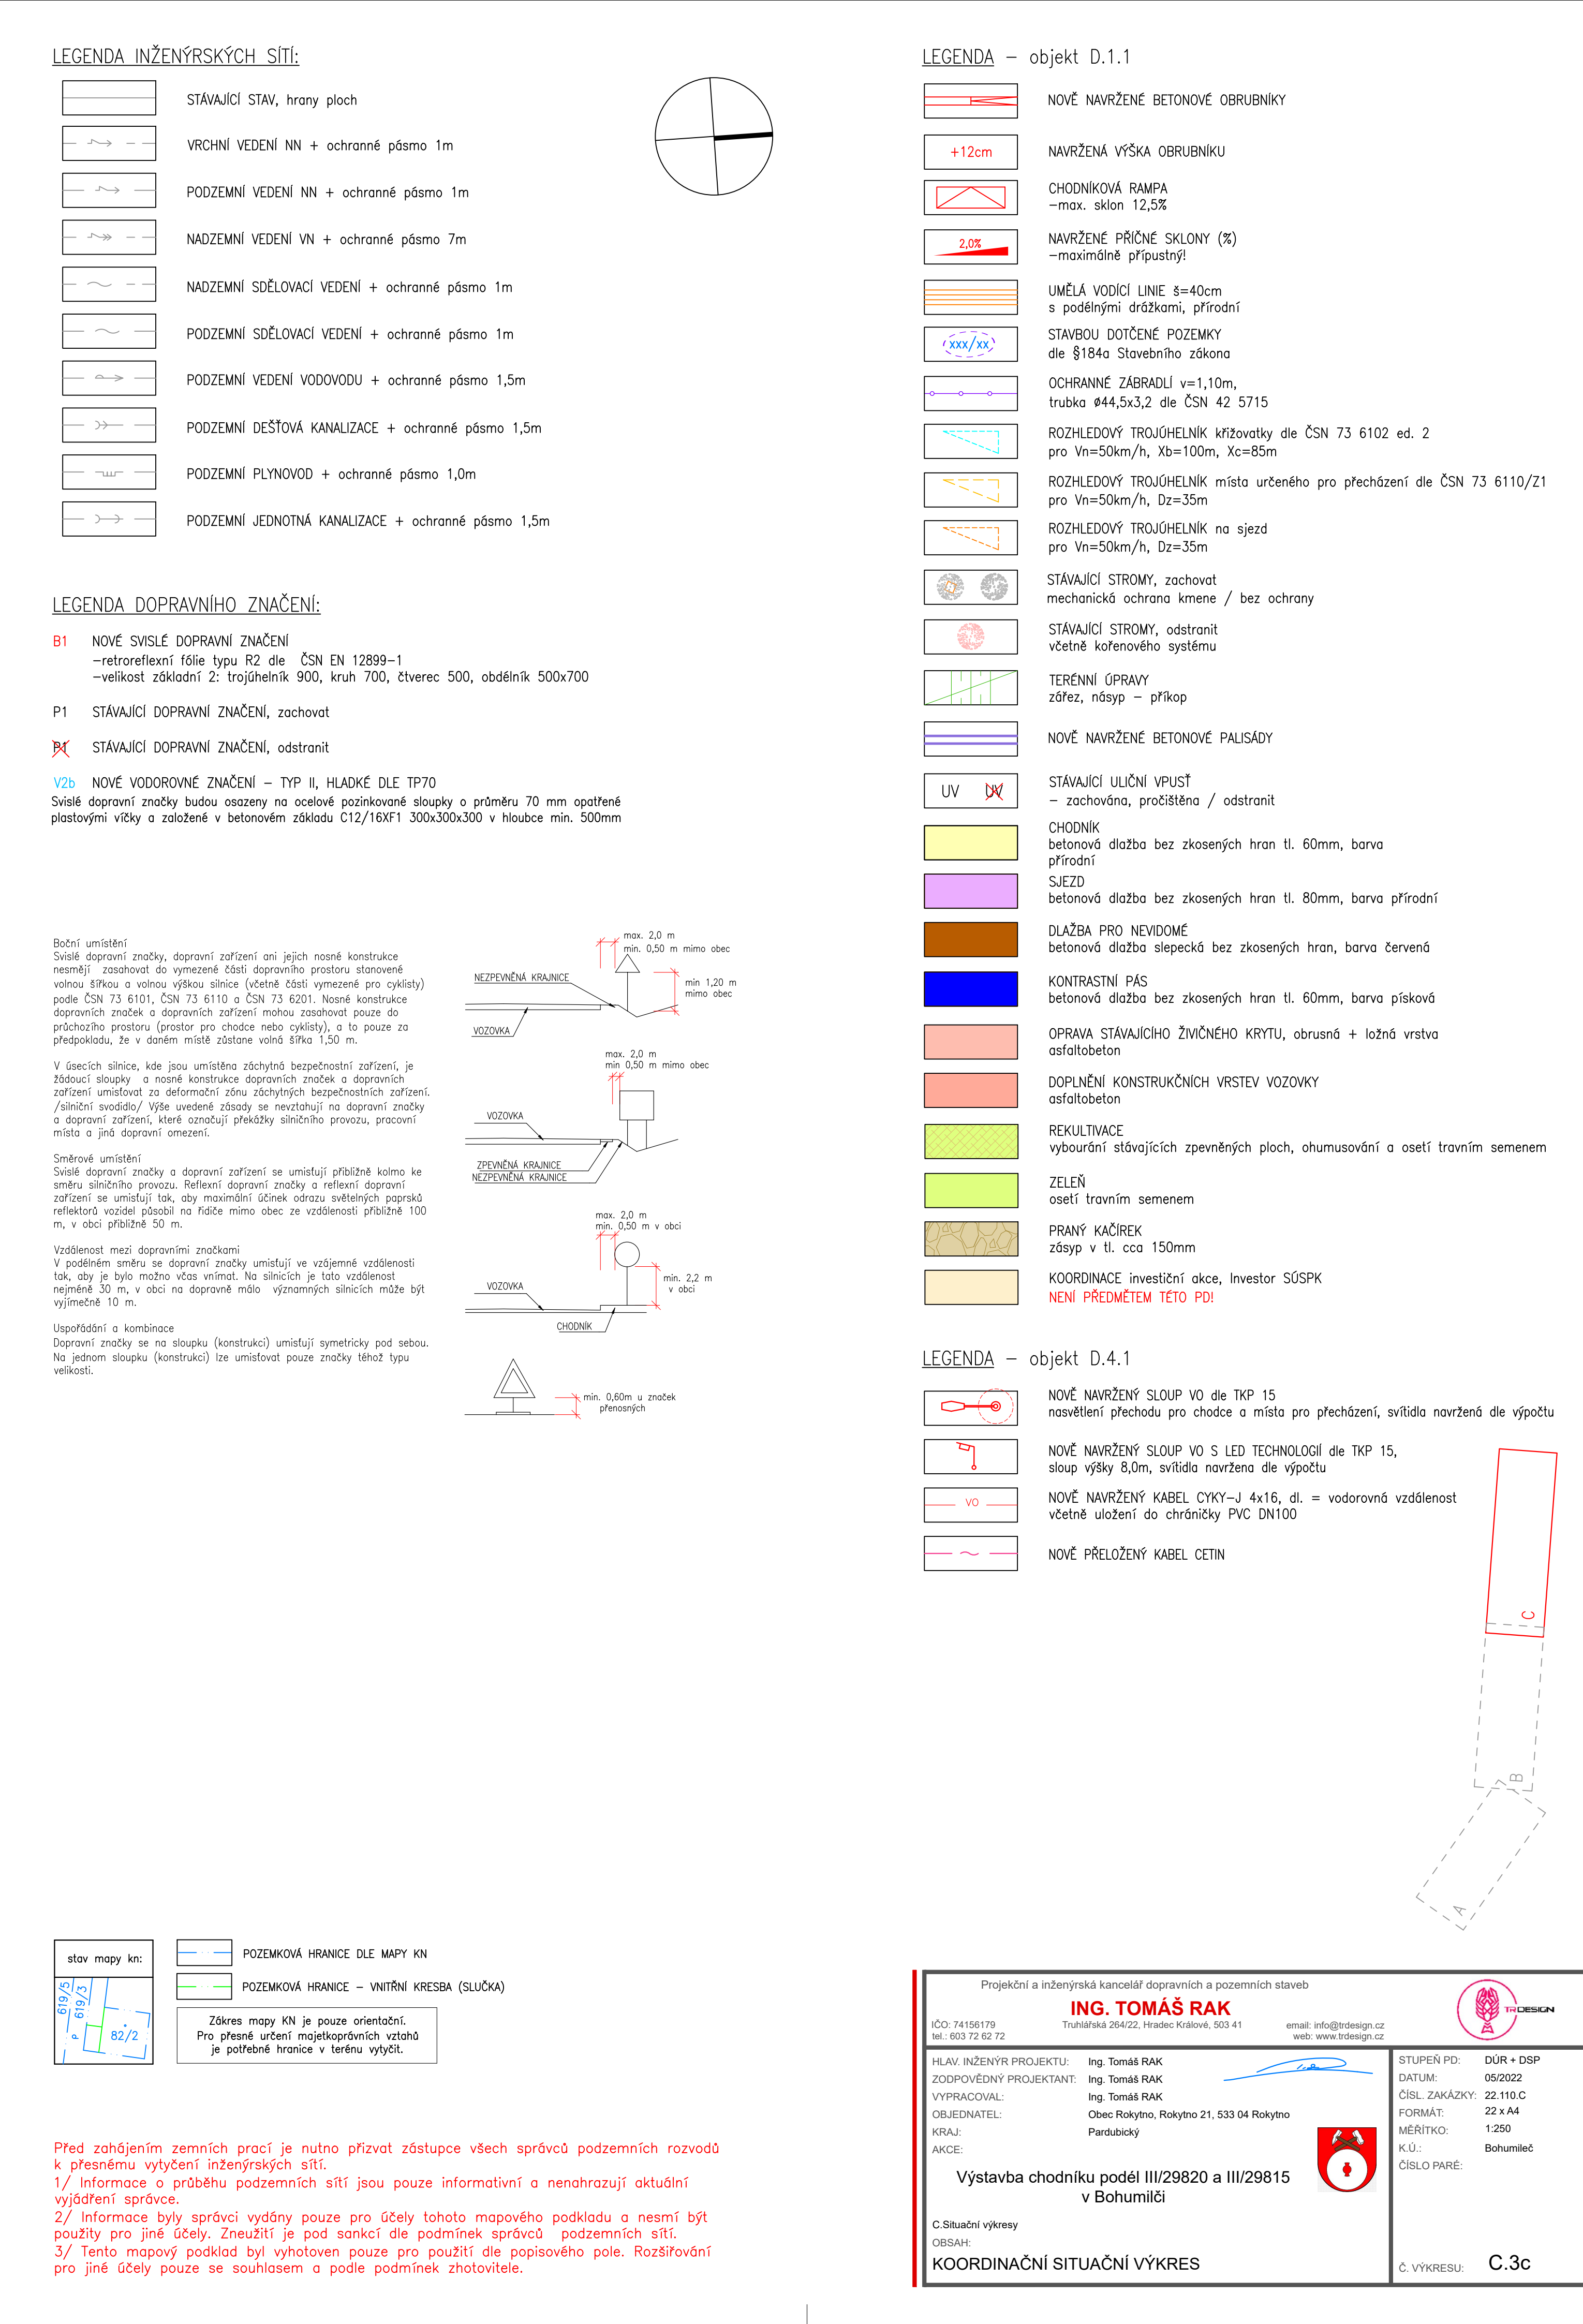 LEGENDA INŽENÝRSKÝCH SÍTÍ:
STÁVAJÍCÍ STAV, hrany ploch
VRCHNÍ VEDENÍ NN + ochranné pásmo 1m
PODZEMNÍ VEDENÍ NN + ochranné pásmo 1m
NADZEMNÍ VEDENÍ VN + ochranné pásmo 7m
NADZEMNÍ SDĚLOVACÍ VEDENÍ + ochranné pásmo 1m
PODZEMNÍ SDĚLOVACÍ VEDENÍ + ochranné pásmo 1m
PODZEMNÍ VEDENÍ VODOVODU + ochranné pásmo 1,5m
PODZEMNÍ DEŠŤOVÁ KANALIZACE + ochranné pásmo 1,5m
PODZEMNÍ PLYNOVOD + ochranné pásmo 1,0m
PODZEMNÍ JEDNOTNÁ KANALIZACE + ochranné pásmo 1,5m
LEGENDA DOPRAVNÍHO ZNAČENÍ:
B1 NOVÉ SVISLÉ DOPRAVNÍ ZNAČENÍ
-retroreflexní fólie typu R2 dle ČSN EN 12899-1
-velikost základní 2: trojúhelník 900, kruh 700, čtverec 500, obdélník 500x700
P1 STÁVAJÍCÍ DOPRAVNÍ ZNAČENÍ, zachovat
P1 STÁVAJÍCÍ DOPRAVNÍ ZNAČENÍ, odstranit
V2b NOVÉ VODOROVNÉ ZNAČENÍ - TYP II, HLADKÉ DLE TP70
Svislé dopravní značky budou osazeny na ocelové pozinkované sloupky o průměru 70 mm opatřené
plastovými víčky a založené v betonovém základu C12/16XF1 300x300x300 v hloubce min. 500mm
Boční umístění
Svislé dopravní značky, dopravní zařízení ani jejich nosné konstrukce
nesmějí zasahovat do vymezené části dopravního prostoru stanovené
volnou šířkou a volnou výškou silnice (včetně části vymezené pro cyklisty)
podle ČSN 73 6101, ČSN 73 6110 a ČSN 73 6201. Nosné konstrukce
dopravních značek a dopravních zařízení mohou zasahovat pouze do
průchozího prostoru (prostor pro chodce nebo cyklisty), a to pouze za
předpokladu, že v daném místě zůstane volná šířka 1,50 m.
V úsecích silnice, kde jsou umístěna záchytná bezpečnostní zařízení, je
žádoucí sloupky a nosné konstrukce dopravních značek a dopravních
zařízení umisťovat za deformační zónu záchytných bezpečnostních zařízení.
/silniční svodidlo/ Výše uvedené zásady se nevztahují na dopravní značky
a dopravní zařízení, které označují překážky silničního provozu, pracovní
místa a jiná dopravní omezení.
Směrové umístění
Svislé dopravní značky a dopravní zařízení se umisťují přibližně kolmo ke
směru silničního provozu. Reflexní dopravní značky a reflexní dopravní
zařízení se umisťují tak, aby maximální účinek odrazu světelných paprsků
reflektorů vozidel působil na řidiče mimo obec ze vzdálenosti přibližně 100
m, v obci přibližně 50 m.
Vzdálenost mezi dopravními značkami
V podélném směru se dopravní značky umisťují ve vzájemné vzdálenosti
tak, aby je bylo možno včas vnímat. Na silnicích je tato vzdálenost
nejméně 30 m, v obci na dopravně málo významných silnicích může být
vyjímečně 10 m.
Uspořádání a kombinace
Dopravní značky se na sloupku (konstrukci) umisťují symetricky pod sebou.
Na jednom sloupku (konstrukci) lze umisťovat pouze značky téhož typu
velikosti.
max. 2,0 m
min. 0,50 m mimo obec
NEZPEVNĚNÁ KRAJNICE
min 1,20 m
mimo obec
VOZOVKA
max. 2,0 m
min 0,50 m mimo obec
VOZOVKA
ZPEVNĚNÁ KRAJNICE
NEZPEVNĚNÁ KRAJNICE
max. 2,0 m
min. 0,50 m v obci
VOZOVKA
min. 2,2 m
v obci
CHODNÍK
min. 0,60m u značek
přenosných
stav mapy kn:
619/5
619/3
P
82/2
POZEMKOVÁ HRANICE DLE MAPY KN
POZEMKOVÁ HRANICE - VNITŘNÍ KRESBA (SLUČKA)
Zákres mapy KN je pouze orientační.
Pro přesné určení majetkoprávních vztahů
je potřebné hranice v terénu vytyčit.
Před zahájením zemních prací je nutno přizvat zástupce všech správců podzemních rozvodů
k přesnému vytyčení inženýrských sítí.
1/ Informace o průběhu podzemních sítí jsou pouze informativní a nenahrazují aktuální
vyjádření správce.
2/ Informace byly správci vydány pouze pro účely tohoto mapového podkladu a nesmí být
použity pro jiné účely. Zneužití je pod sankcí dle podmínek správců podzemních sítí.
3/ Tento mapový podklad byl vyhotoven pouze pro použití dle popisového pole. Rozšiřování
pro jiné účely pouze se souhlasem a podle podmínek zhotovitele.
LEGENDA - objekt D.1.1
NOVĚ NAVRŽENÉ BETONOVÉ OBRUBNÍKY
+12cm NAVRŽENÁ VÝŠKA OBRUBNÍKU
CHODNÍKOVÁ RAMPA
-max. sklon 12,5%
2,0% NAVRŽENÉ PŘÍČNÉ SKLONY (%)
-maximálně přípustný!
UMĚLÁ VODÍCÍ LINIE š=40cm
s podélnými drážkami, přírodní
xxx/xx STAVBOU DOTČENÉ POZEMKY
dle §184a Stavebního zákona
OCHRANNÉ ZÁBRADLÍ v=1,10m,
trubka ø44,5x3,2 dle ČSN 42 5715
ROZHLEDOVÝ TROJÚHELNÍK křižovatky dle ČSN 73 6102 ed. 2
pro Vn=50km/h, Xb=100m, Xc=85m
ROZHLEDOVÝ TROJÚHELNÍK místa určeného pro přecházení dle ČSN 73 6110/Z1
pro Vn=50km/h, Dz=35m
ROZHLEDOVÝ TROJÚHELNÍK na sjezd
pro Vn=50km/h, Dz=35m
STÁVAJÍCÍ STROMY, zachovat
mechanická ochrana kmene / bez ochrany
STÁVAJÍCÍ STROMY, odstranit
včetně kořenového systému
TERÉNNÍ ÚPRAVY
zářez, násyp - příkop
NOVĚ NAVRŽENÉ BETONOVÉ PALISÁDY
UV UV STÁVAJÍCÍ ULIČNÍ VPUSŤ
- zachována, pročištěna / odstranit
CHODNÍK
betonová dlažba bez zkosených hran tl. 60mm, barva
přírodní
SJEZD
betonová dlažba bez zkosených hran tl. 80mm, barva přírodní
DLAŽBA PRO NEVIDOMÉ
betonová dlažba slepecká bez zkosených hran, barva červená
KONTRASTNÍ PÁS
betonová dlažba bez zkosených hran tl. 60mm, barva písková
OPRAVA STÁVAJÍCÍHO ŽIVIČNÉHO KRYTU, obrusná + ložná vrstva
asfaltobeton
DOPLNĚNÍ KONSTRUKČNÍCH VRSTEV VOZOVKY
asfaltobeton
REKULTIVACE
vybourání stávajících zpevněných ploch, ohumusování a osetí travním semenem
ZELEŇ
osetí travním semenem
PRANÝ KAČÍREK
zásyp v tl. cca 150mm
KOORDINACE investiční akce, Investor SÚSPK
NENÍ PŘEDMĚTEM TÉTO PD!
LEGENDA - objekt D.4.1
NOVĚ NAVRŽENÝ SLOUP VO dle TKP 15
nasvětlení přechodu pro chodce a místa pro přecházení, svítidla navržená dle výpočtu
NOVĚ NAVRŽENÝ SLOUP VO S LED TECHNOLOGIÍ dle TKP 15,
sloup výšky 8,0m, svítidla navržena dle výpočtu
VO NOVĚ NAVRŽENÝ KABEL CYKY-J 4x16, dl. = vodorovná vzdálenost
včetně uložení do chráničky PVC DN100
NOVĚ PŘELOŽENÝ KABEL CETIN
C
B
A
Projekční a inženýrská kancelář dopravních a pozemních staveb
ING. TOMÁŠ RAK
IČO: 74156179
tel.: 603 72 62 72
Truhlářská 264/22, Hradec Králové, 503 41
email: info@trdesign.cz
web: www.trdesign.cz
TRDESIGN
HLAV. INŽENÝR PROJEKTU: Ing. Tomáš RAK
ZODPOVĚDNÝ PROJEKTANT: Ing. Tomáš RAK
VYPRACOVAL: Ing. Tomáš RAK
OBJEDNATEL: Obec Rokytno, Rokytno 21, 533 04 Rokytno
KRAJ: Pardubický
AKCE:
Výstavba chodníku podél III/29820 a III/29815
v Bohumilči
C.Situační výkresy
OBSAH:
KOORDINAČNÍ SITUAČNÍ VÝKRES
STUPEŇ PD: DÚR + DSP
DATUM: 05/2022
ČÍSL. ZAKÁZKY: 22.110.C
FORMÁT: 22 x A4
MĚŘÍTKO: 1:250
K.Ú.: Bohumileč
ČÍSLO PARÉ:
Č. VÝKRESU: C.3c